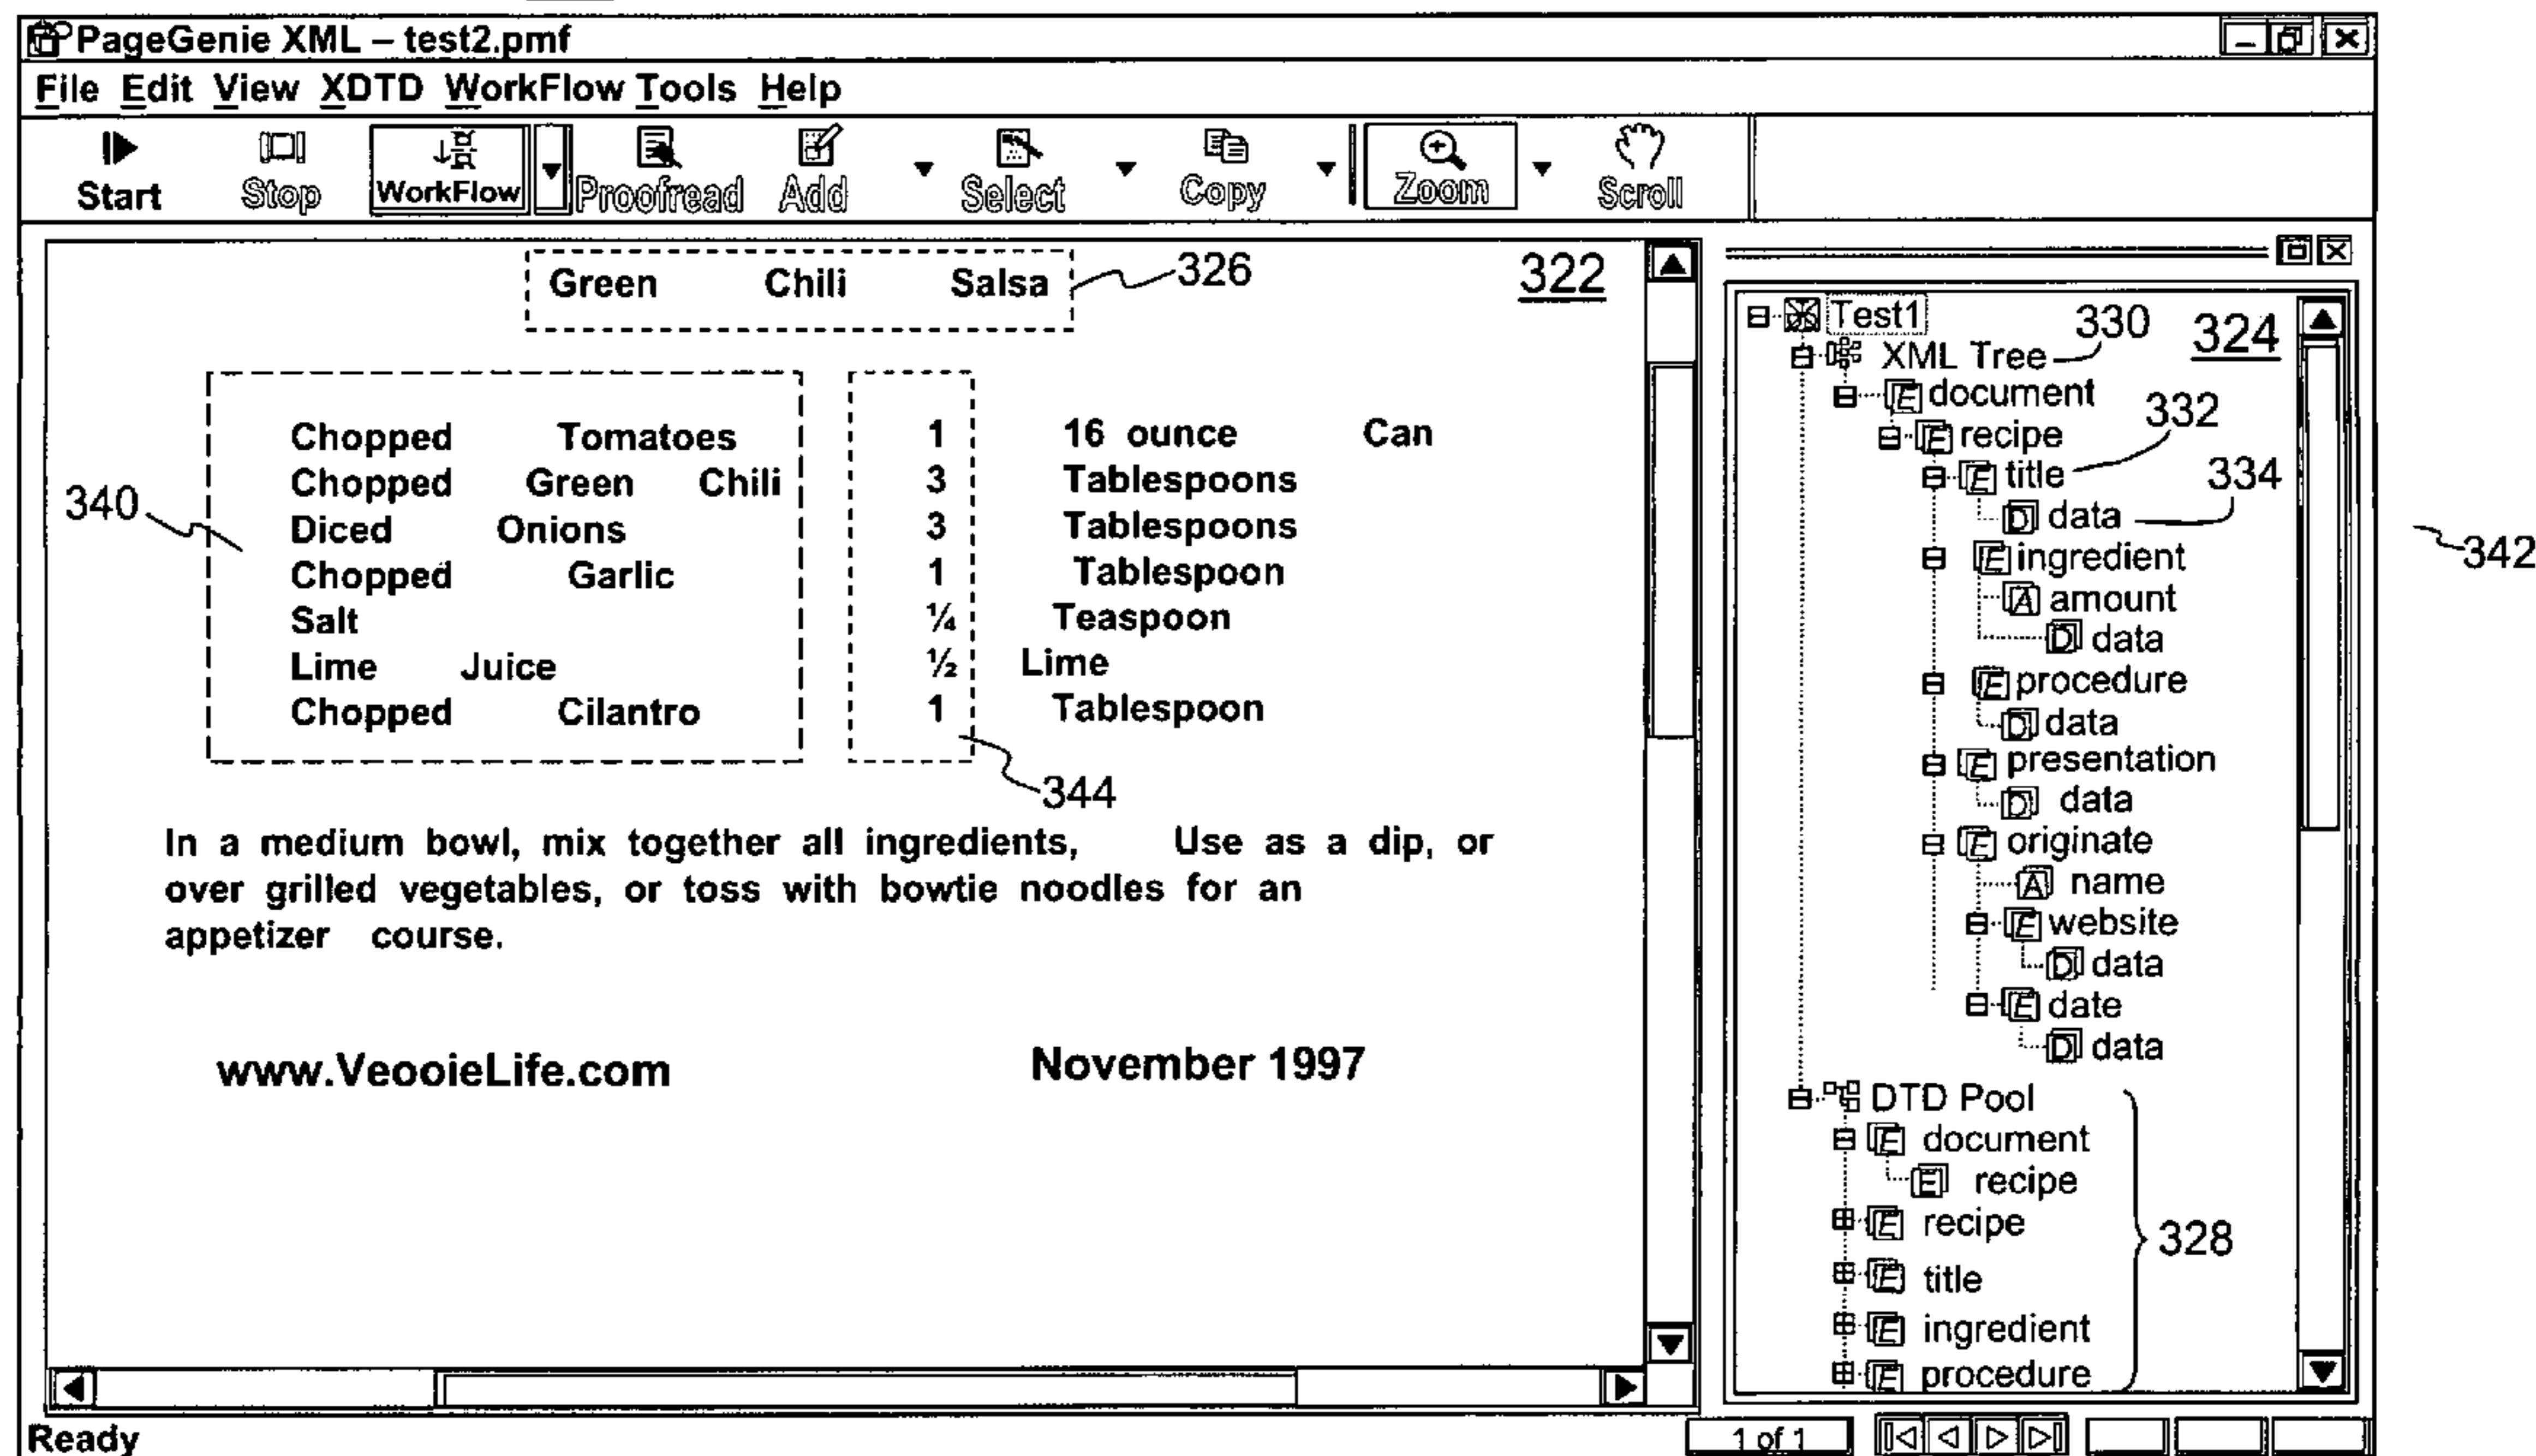 PageGenie XML – test2.pmf
File Edit View XDTD WorkFlow Tools Help
Start Stop WorkFlow Proofread Add Select Copy Zoom Scroll
Green Chili Salsa 326 322
340
Chopped Tomatoes 1 16 ounce Can
Chopped Green Chili 3 Tablespoons
Diced Onions 3 Tablespoons
Chopped Garlic 1 Tablespoon
Salt ¼ Teaspoon
Lime Juice ½ Lime
Chopped Cilantro 1 Tablespoon
344
In a medium bowl, mix together all ingredients, Use as a dip, or
over grilled vegetables, or toss with bowtie noodles for an
appetizer course.
www.VeooieLife.com November 1997
Test1
330 324
XML Tree
E document
332
E recipe
E title 334
D data
342
E ingredient
A amount
D data
E procedure
D data
E presentation
D data
E originate
A name
E website
D data
E date
D data
DTD Pool
E document
E recipe
E recipe
328
E title
E ingredient
E procedure
Ready 1 of 1